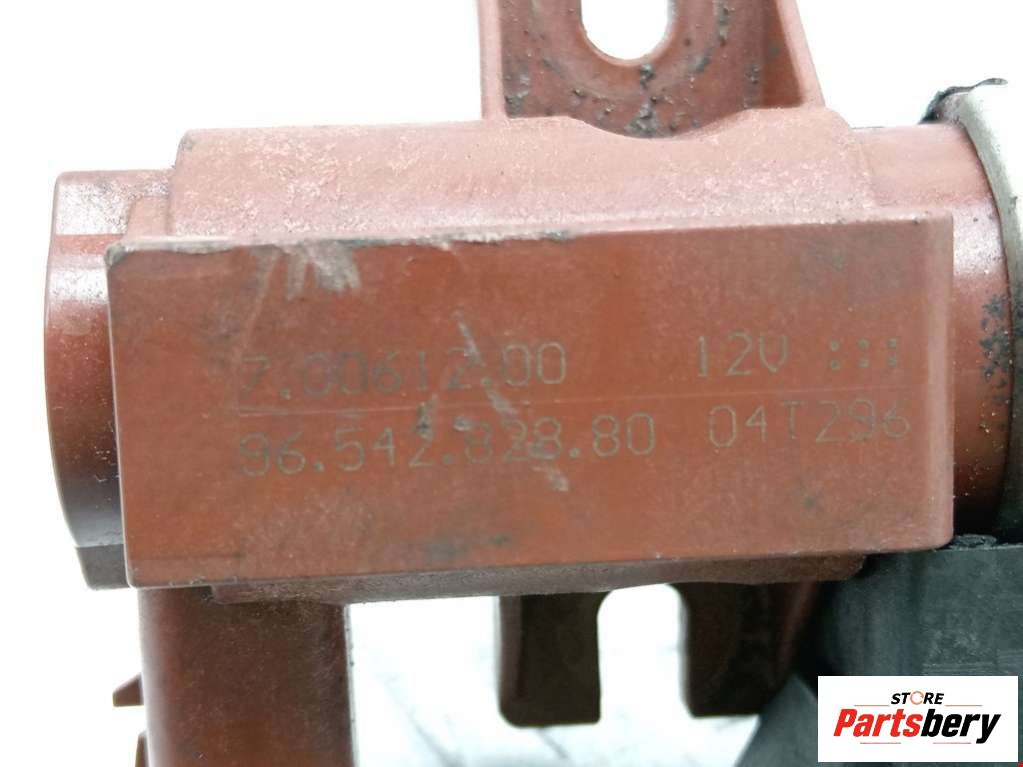 7.00612.00 12V :::
96.542.828.80 04T296
STORE
Partsbery